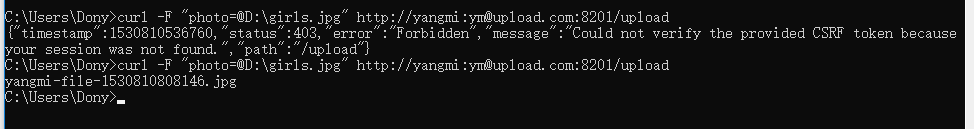 C:\Users\Dony>curl -F "photo=@D:\girls.jpg" http://yangmi:ym@upload.com:8201/upload
{"timestamp":1530810536760,"status":403,"error":"Forbidden","message":"Could not verify the provided CSRF token because
your session was not found.","path":"/upload"}
C:\Users\Dony>curl -F "photo=@D:\girls.jpg" http://yangmi:ym@upload.com:8201/upload
yangmi-file-1530810808146.jpg
C:\Users\Dony>